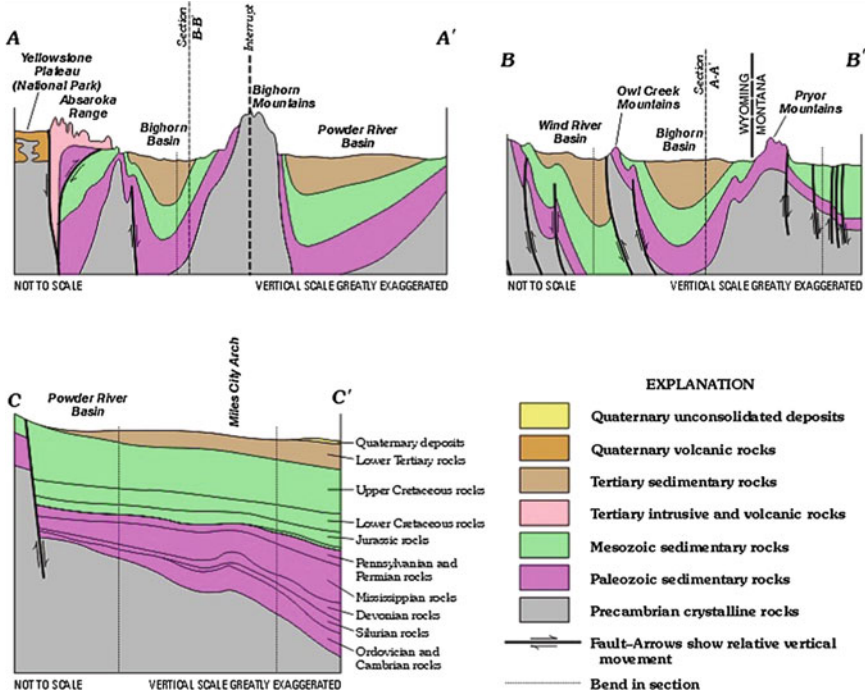 A
A'
Yellowstone
Plateau
(National Park)
Absaroka
Range
Bighorn
Basin
Section
B-B'
Interrupt
Bighorn
Mountains
Powder River
Basin
NOT TO SCALE
VERTICAL SCALE GREATLY EXAGGERATED
B
B'
Wind River
Basin
Owl Creek
Mountains
Bighorn
Basin
Section
A-A'
WYOMING
MONTANA
Pryor
Mountains
NOT TO SCALE
VERTICAL SCALE GREATLY EXAGGERATED
C
C'
Powder River
Basin
Miles City Arch
Quaternary deposits
Lower Tertiary rocks
Upper Cretaceous rocks
Lower Cretaceous rocks
Jurassic rocks
Pennsylvanian and
Permian rocks
Mississippian rocks
Devonian rocks
Silurian rocks
Ordovician and
Cambrian rocks
NOT TO SCALE
VERTICAL SCALE GREATLY EXAGGERATED
EXPLANATION
Quaternary unconsolidated deposits
Quaternary volcanic rocks
Tertiary sedimentary rocks
Tertiary intrusive and volcanic rocks
Mesozoic sedimentary rocks
Paleozoic sedimentary rocks
Precambrian crystalline rocks
Fault–Arrows show relative vertical
movement
Bend in section